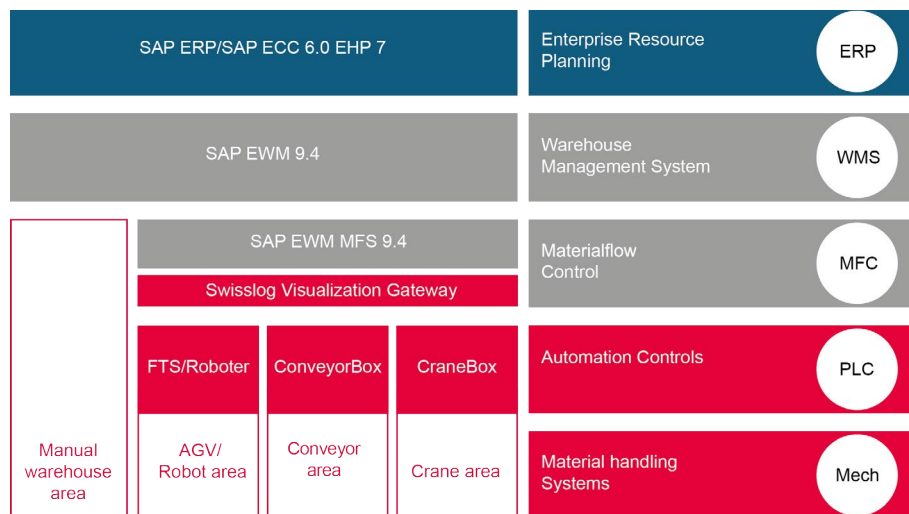 SAP ERP/SAP ECC 6.0 EHP 7
Enterprise Resource
Planning
ERP
SAP EWM 9.4
Warehouse
Management System
WMS
SAP EWM MFS 9.4
Materialflow
Control
MFC
Swisslog Visualization Gateway
FTS/Roboter
ConveyorBox
CraneBox
Automation Controls
PLC
Manual
warehouse
area
AGV/
Robot area
Conveyor
area
Crane area
Material handling
Systems
Mech